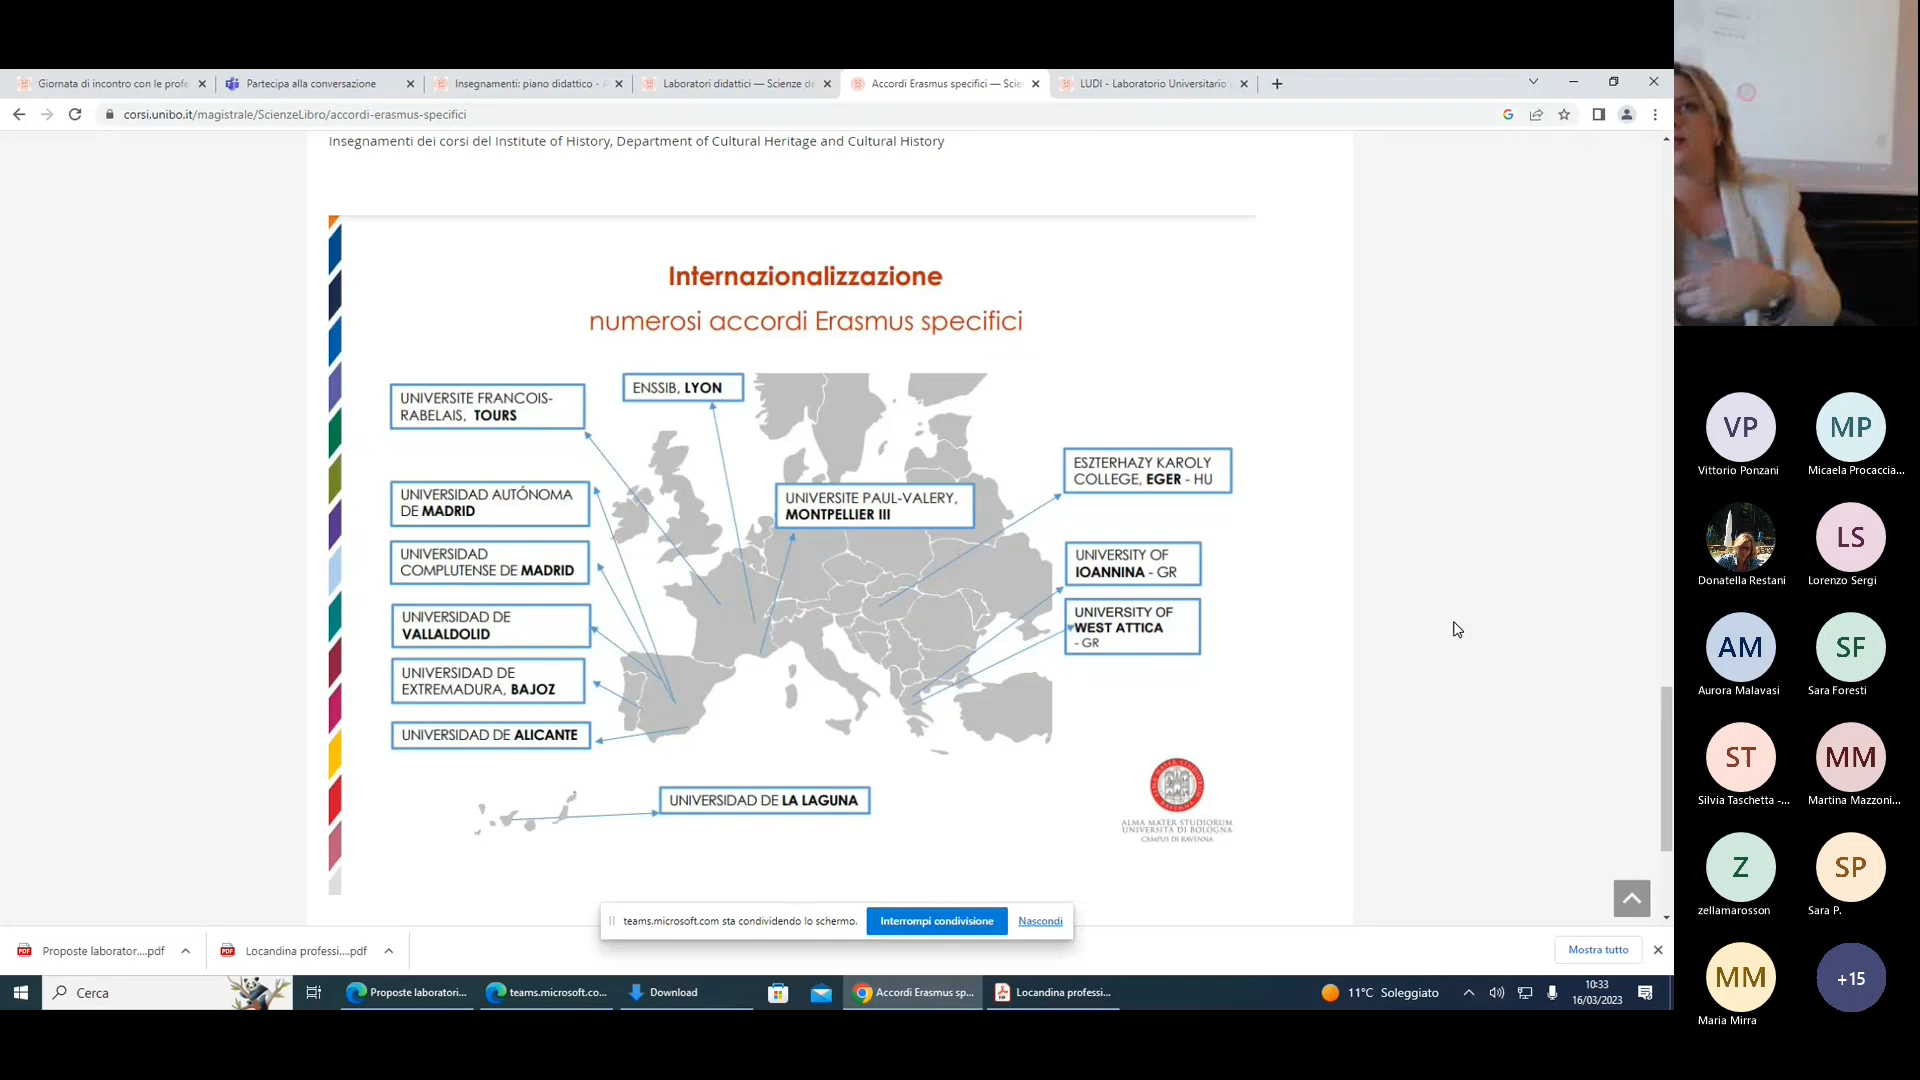 Giornata di incontro con le profe
Partecipa alla conversazione
Insegnamenti: piano didattico - A
Laboratori didattici — Scienze de
Accordi Erasmus specifici — Scie
LUDI - Laboratorio Universitario
corsi.unibo.it/magistrale/ScienzeLibro/accordi-erasmus-specifici
Insegnamenti dei corsi del Institute of History, Department of Cultural Heritage and Cultural History
Internazionalizzazione
numerosi accordi Erasmus specifici
UNIVERSITE FRANCOIS-
RABELAIS, TOURS
ENSSIB, LYON
UNIVERSIDAD AUTÓNOMA
DE MADRID
UNIVERSIDAD
COMPLUTENSE DE MADRID
UNIVERSIDAD DE
VALLALDOLID
UNIVERSIDAD DE
EXTREMADURA, BAJOZ
UNIVERSIDAD DE ALICANTE
UNIVERSITE PAUL-VALERY,
MONTPELLIER III
ESZTERHAZY KAROLY
COLLEGE, EGER - HU
UNIVERSITY OF
IOANNINA - GR
UNIVERSITY OF
WEST ATTICA
- GR
UNIVERSIDAD DE LA LAGUNA
ALMA MATER STUDIORUM
UNIVERSITÀ DI BOLOGNA
CAMPUS DI RAVENNA
teams.microsoft.com sta condividendo lo schermo.
Interrompi condivisione
Nascondi
Proposte laborator....pdf
Locandina professi....pdf
Mostra tutto
Cerca
Proposte laboratori...
teams.microsoft.co...
Download
Accordi Erasmus sp...
Locandina professi...
11°C Soleggiato
10:33
16/03/2023
VP
Vittorio Ponzani
MP
Micaela Procaccia...
Donatella Restani
LS
Lorenzo Sergi
AM
Aurora Malavasi
SF
Sara Foresti
ST
Silvia Taschetta -...
MM
Martina Mazzoni...
Z
zellamarosson
SP
Sara P.
MM
Maria Mirra
+15